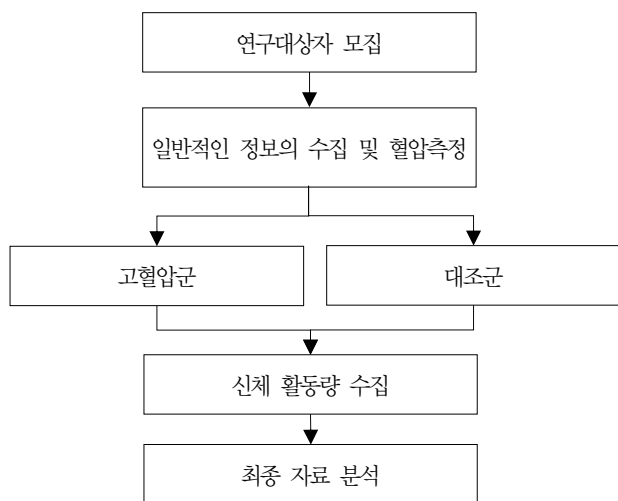 연구대상자 모집
일반적인 정보의 수집 및 혈압측정
고혈압군
대조군
신체 활동량 수집
최종 자료 분석